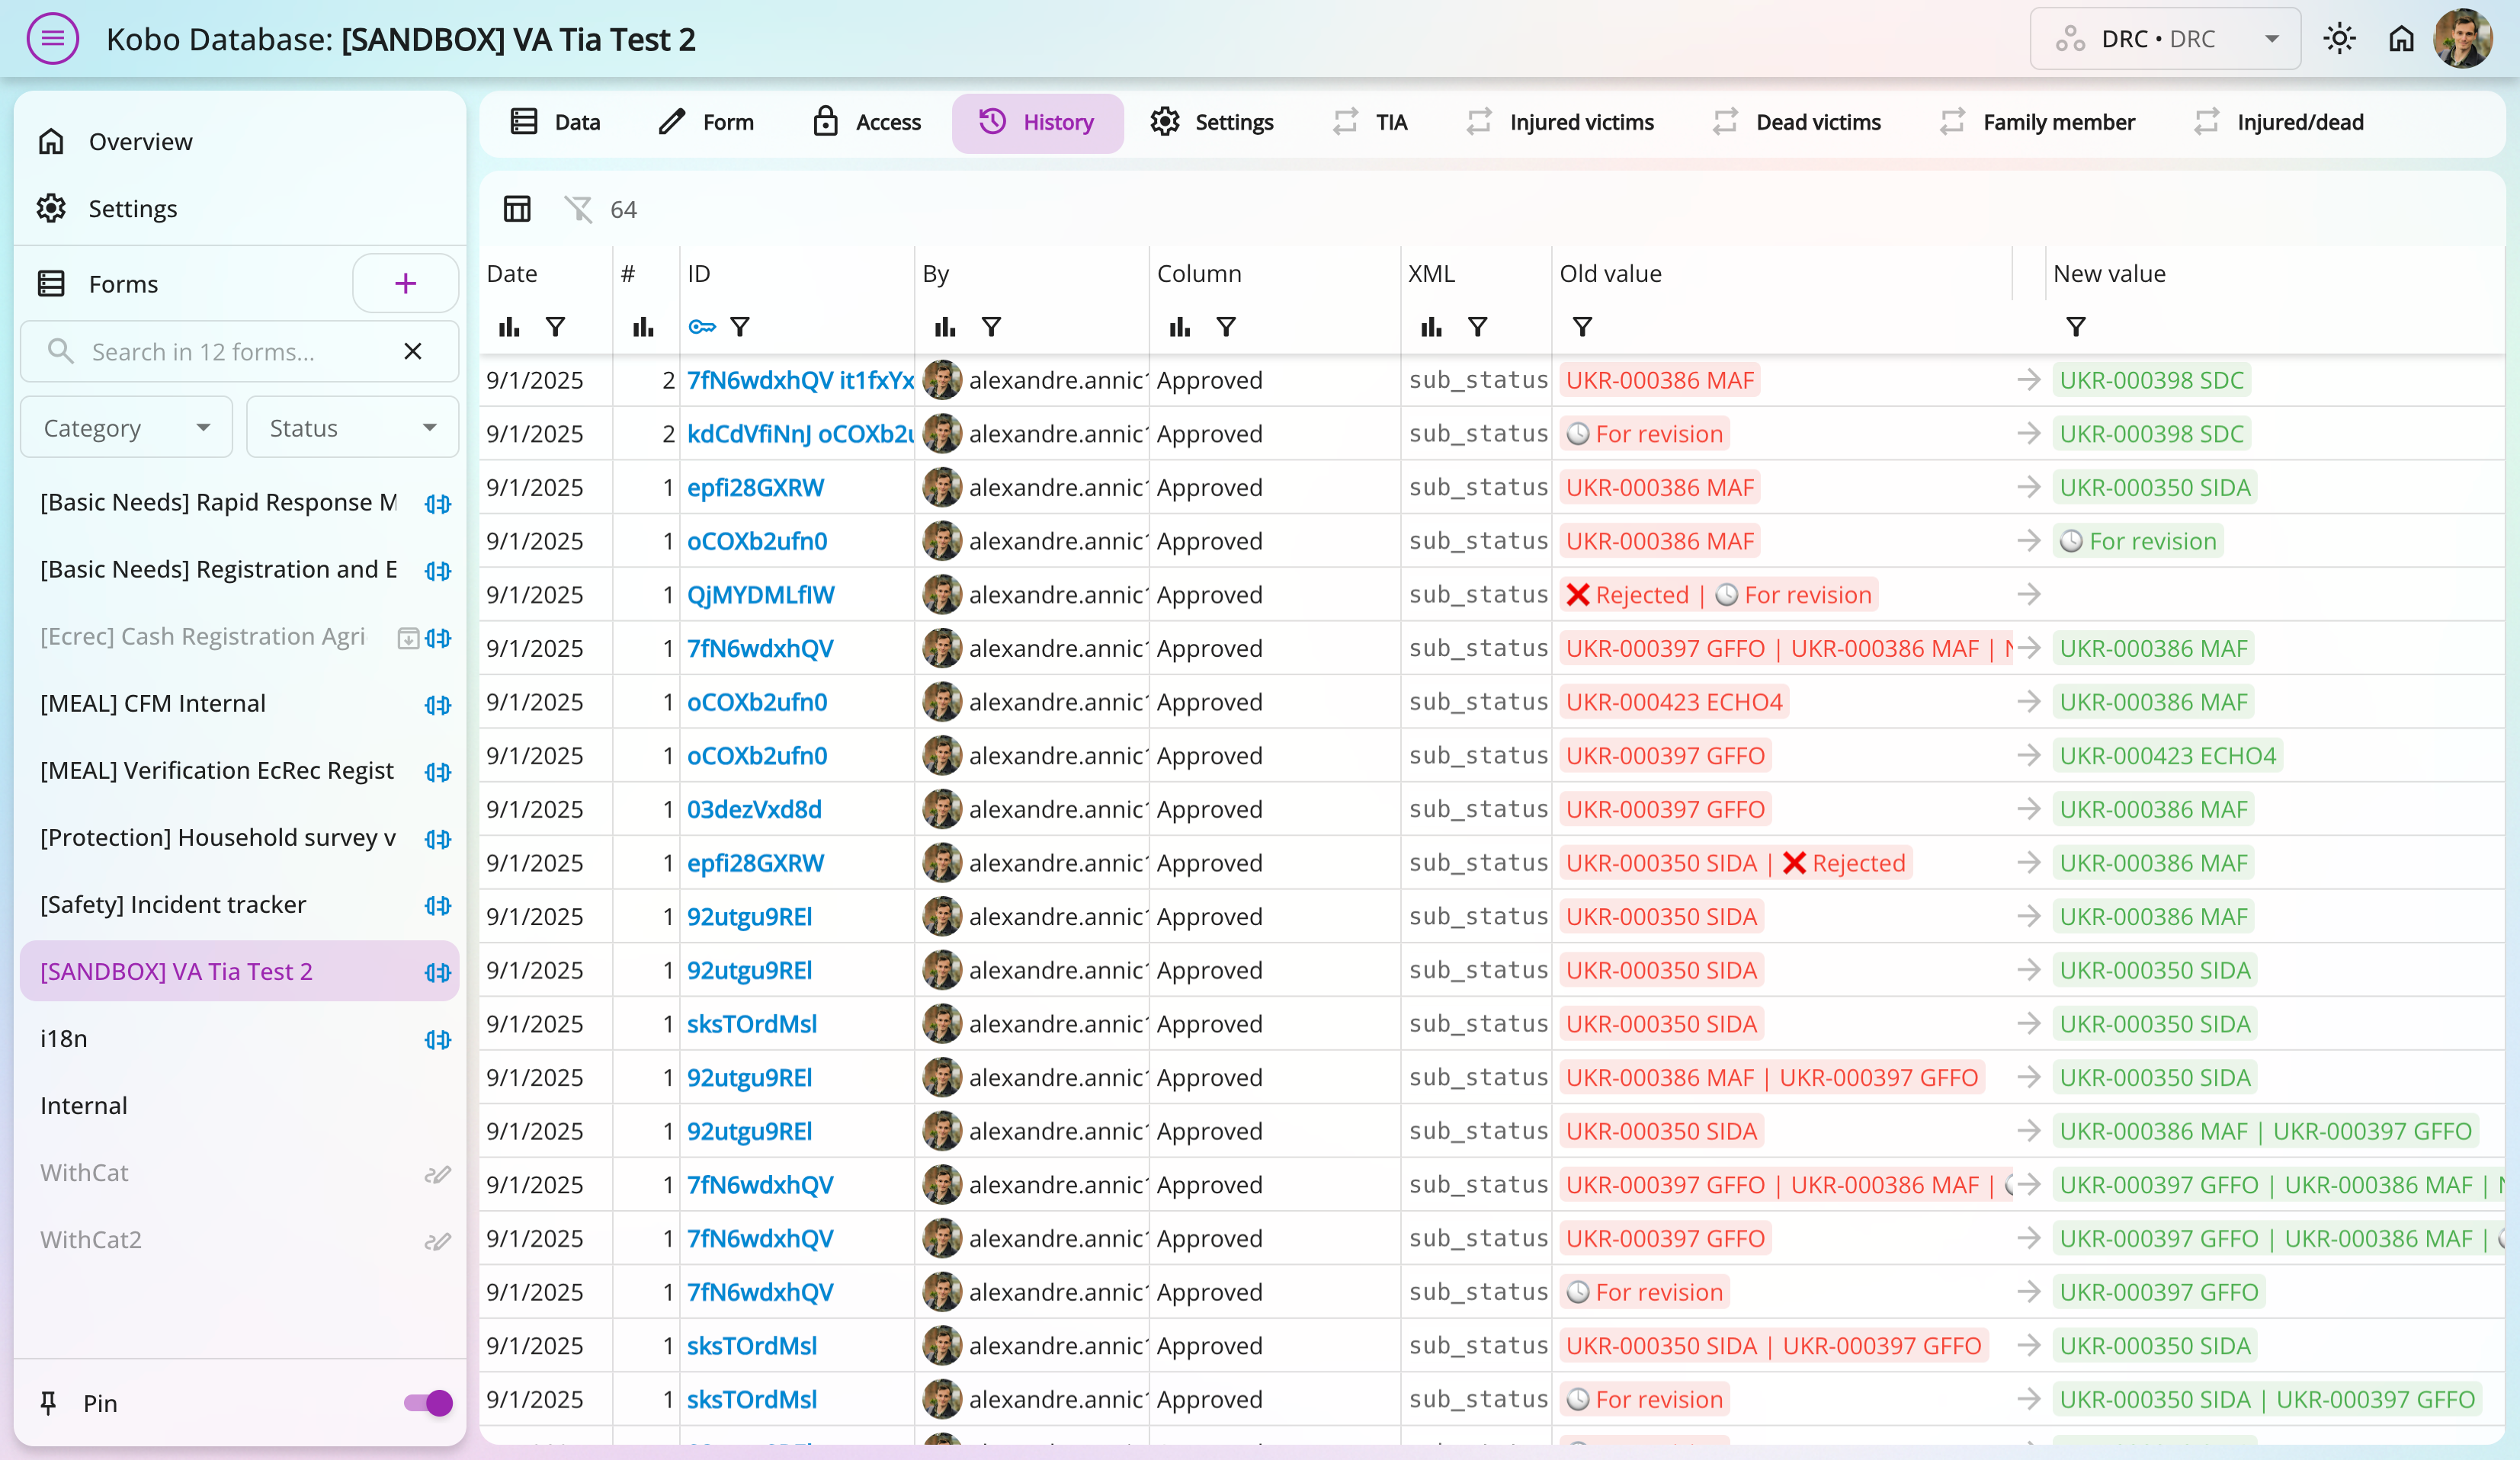 Kobo Database: [SANDBOX] VA Tia Test 2
DRC • DRC
Overview
Settings
Forms
Search in 12 forms...
Category
Status
[Basic Needs] Rapid Response M
[Basic Needs] Registration and E
[Ecrec] Cash Registration Agri
[MEAL] CFM Internal
[MEAL] Verification EcRec Regist
[Protection] Household survey v
[Safety] Incident tracker
[SANDBOX] VA Tia Test 2
i18n
Internal
WithCat
WithCat2
Pin
Data Form Access History Settings TIA Injured victims Dead victims Family member Injured/dead
64
Date # ID By Column XML Old value New value
9/1/2025 2 7fN6wdxhQV it1fxYx alexandre.annic Approved sub_status UKR-000386 MAF → UKR-000398 SDC
9/1/2025 2 kdCdVfiNnJ oCOXb2u alexandre.annic Approved sub_status 🕓 For revision → UKR-000398 SDC
9/1/2025 1 epfi28GXRW alexandre.annic Approved sub_status UKR-000386 MAF → UKR-000350 SIDA
9/1/2025 1 oCOXb2ufn0 alexandre.annic Approved sub_status UKR-000386 MAF → 🕓 For revision
9/1/2025 1 QjMYDMLfIW alexandre.annic Approved sub_status ❌ Rejected | 🕓 For revision →
9/1/2025 1 7fN6wdxhQV alexandre.annic Approved sub_status UKR-000397 GFFO | UKR-000386 MAF | → UKR-000386 MAF
9/1/2025 1 oCOXb2ufn0 alexandre.annic Approved sub_status UKR-000423 ECHO4 → UKR-000386 MAF
9/1/2025 1 oCOXb2ufn0 alexandre.annic Approved sub_status UKR-000397 GFFO → UKR-000423 ECHO4
9/1/2025 1 03dezVxd8d alexandre.annic Approved sub_status UKR-000397 GFFO → UKR-000386 MAF
9/1/2025 1 epfi28GXRW alexandre.annic Approved sub_status UKR-000350 SIDA | ❌ Rejected → UKR-000386 MAF
9/1/2025 1 92utgu9REl alexandre.annic Approved sub_status UKR-000350 SIDA → UKR-000386 MAF
9/1/2025 1 92utgu9REl alexandre.annic Approved sub_status UKR-000350 SIDA → UKR-000350 SIDA
9/1/2025 1 sksTOrdMsl alexandre.annic Approved sub_status UKR-000350 SIDA → UKR-000350 SIDA
9/1/2025 1 92utgu9REl alexandre.annic Approved sub_status UKR-000386 MAF | UKR-000397 GFFO → UKR-000350 SIDA
9/1/2025 1 92utgu9REl alexandre.annic Approved sub_status UKR-000350 SIDA → UKR-000386 MAF | UKR-000397 GFFO
9/1/2025 1 7fN6wdxhQV alexandre.annic Approved sub_status UKR-000397 GFFO | UKR-000386 MAF | → UKR-000397 GFFO | UKR-000386 MAF |
9/1/2025 1 7fN6wdxhQV alexandre.annic Approved sub_status UKR-000397 GFFO → UKR-000397 GFFO | UKR-000386 MAF |
9/1/2025 1 7fN6wdxhQV alexandre.annic Approved sub_status 🕓 For revision → UKR-000397 GFFO
9/1/2025 1 sksTOrdMsl alexandre.annic Approved sub_status UKR-000350 SIDA | UKR-000397 GFFO → UKR-000350 SIDA
9/1/2025 1 sksTOrdMsl alexandre.annic Approved sub_status 🕓 For revision → UKR-000350 SIDA | UKR-000397 GFFO